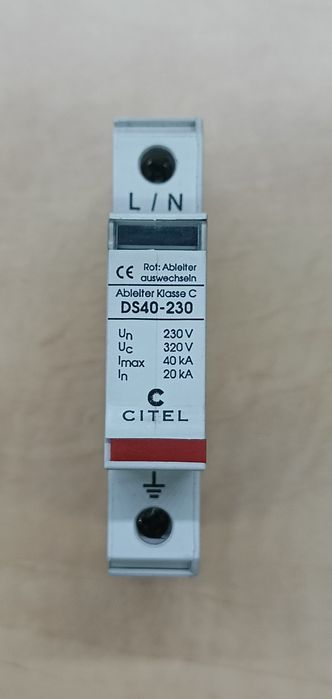 L / N
CE Rot: Ableiter
auswechseln
Ableiter Klasse C
DS40-230
Un 230 V
Uc 320 V
Imax 40 kA
In 20 kA
C
CITEL